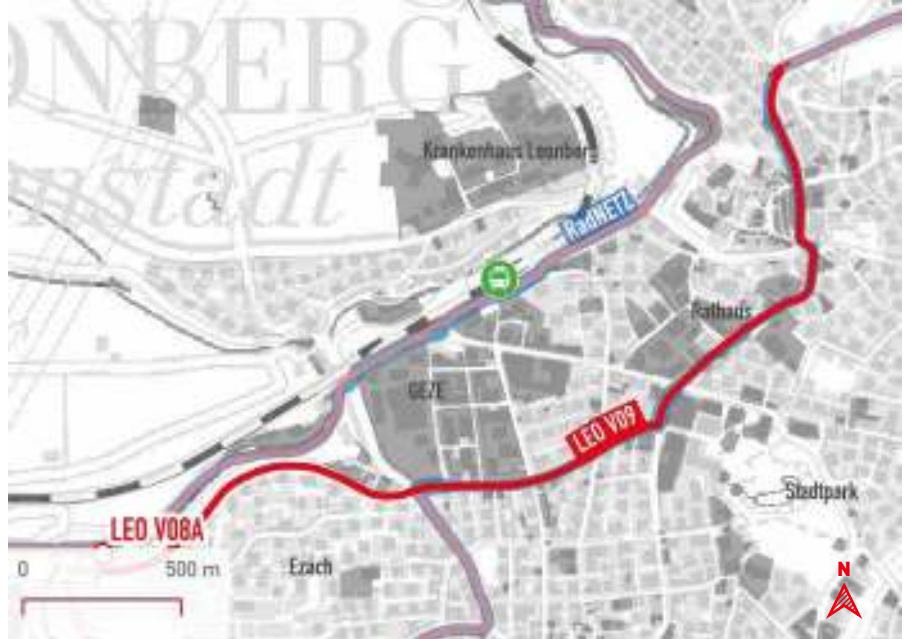 ONBERG
Krankenhaus Leonberg
RadNETZ
Rathaus
GEZE
LEO V09
Stadtpark
LEO V08A
Ezach
0 500 m
N